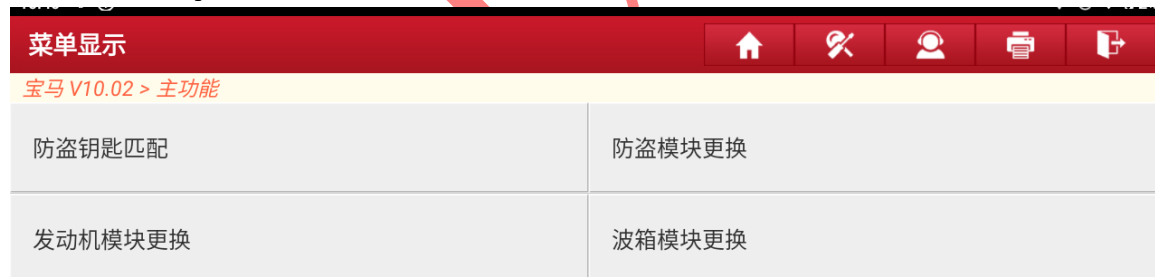 菜单显示
宝马 V10.02 > 主功能
防盗钥匙匹配
防盗模块更换
发动机模块更换
波箱模块更换